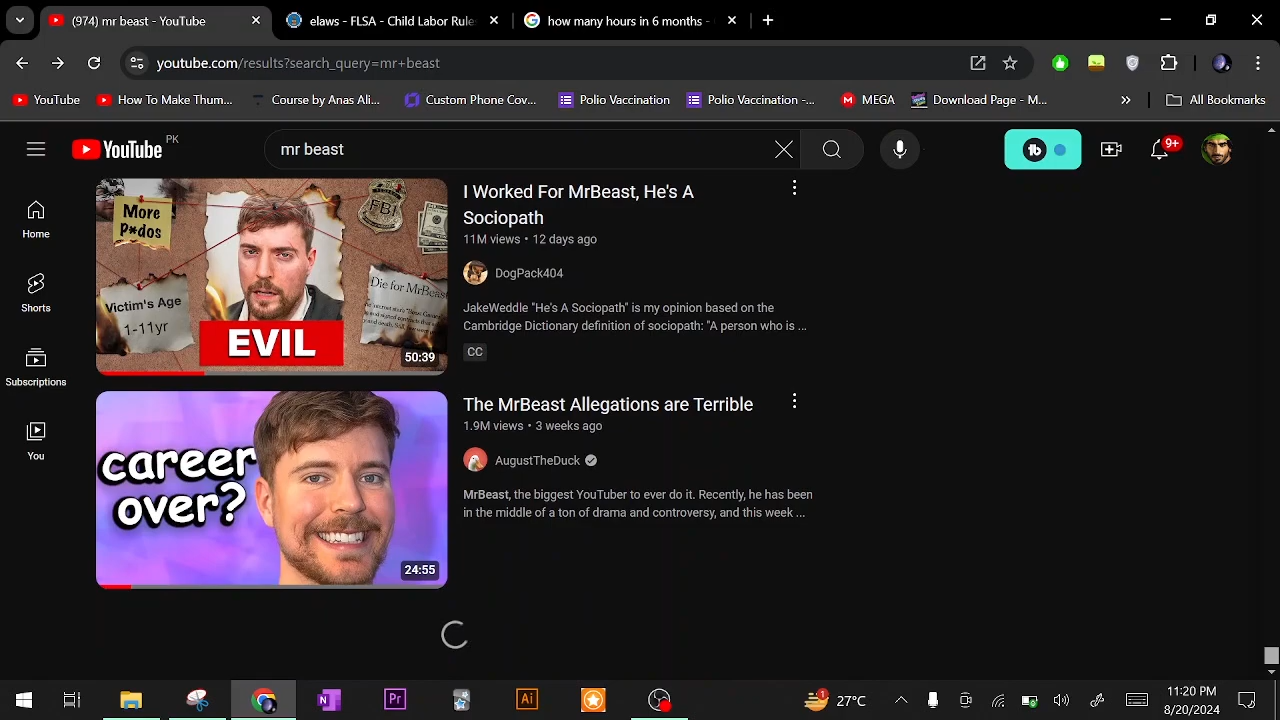 (974) mr beast - YouTube
elaws - FLSA - Child Labor Rule
how many hours in 6 months -
youtube.com/results?search_query=mr+beast
YouTube
How To Make Thum...
Course by Anas Ali...
Custom Phone Cov...
Polio Vaccination
Polio Vaccination -...
MEGA
Download Page - M...
All Bookmarks
YouTube PK
mr beast
9+
Home
Shorts
Subscriptions
You
More
P*dos
FBI
Victim's Age
1-11yr
Die for MrBeas
EVIL
50:39
I Worked For MrBeast, He's A
Sociopath
11M views • 12 days ago
DogPack404
JakeWeddle "He's A Sociopath" is my opinion based on the
Cambridge Dictionary definition of sociopath: "A person who is ...
CC
career
over?
24:55
The MrBeast Allegations are Terrible
1.9M views • 3 weeks ago
AugustTheDuck
MrBeast, the biggest YouTuber to ever do it. Recently, he has been
in the middle of a ton of drama and controversy, and this week ...
Pr
Ai
1
27°C
11:20 PM
8/20/2024